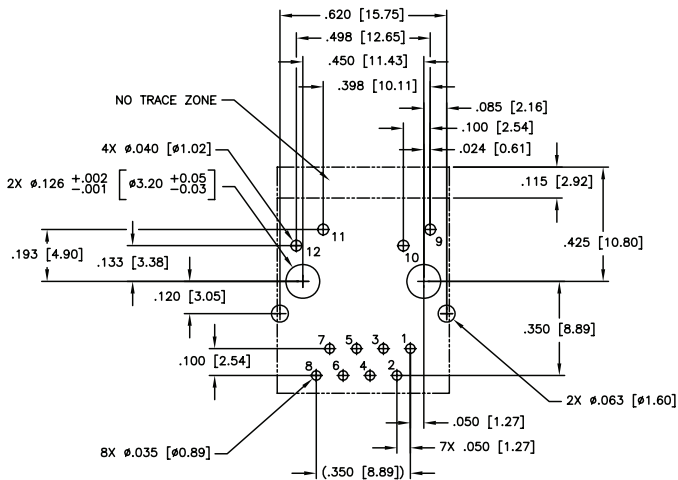 .620 [15.75]
.498 [12.65]
.450 [11.43]
.398 [10.11]
NO TRACE ZONE
.085 [2.16]
.100 [2.54]
4X ø.040 [ø1.02]
.024 [0.61]
2X ø.126 +.002 -.001 [ø3.20 +0.05 -0.03]
.115 [2.92]
11
9
12
10
.425 [10.80]
.193 [4.90]
.133 [3.38]
.120 [3.05]
.350 [8.89]
7 5 3 1
.100 [2.54]
8 6 4 2
2X ø.063 [ø1.60]
.050 [1.27]
8X ø.035 [ø0.89]
7X .050 [1.27]
(.350 [8.89])